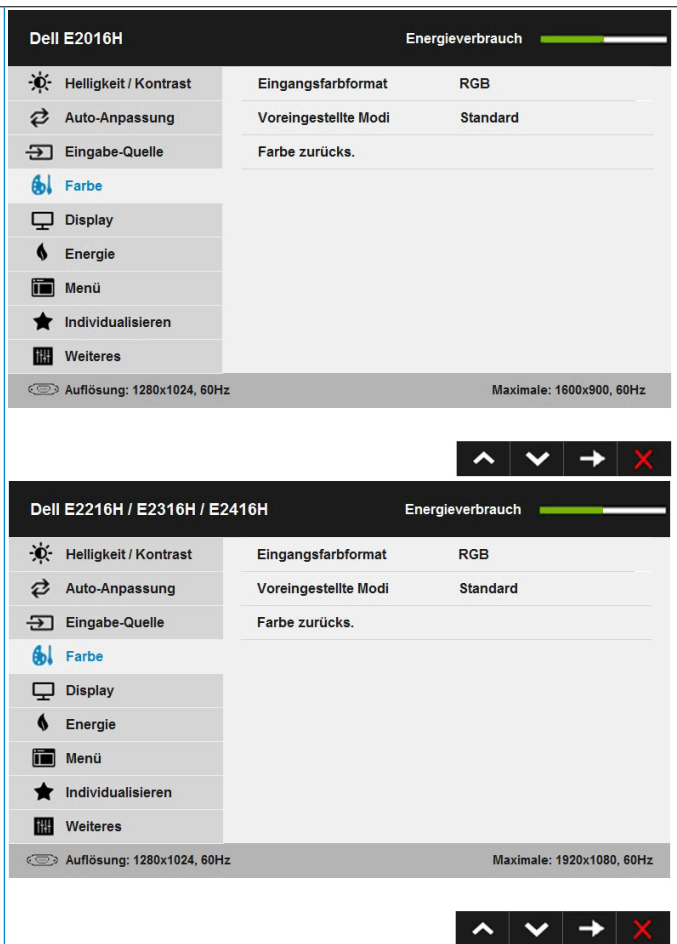 Dell E2016H Energieverbrauch
Helligkeit / Kontrast Eingangsfarbformat RGB
Auto-Anpassung Voreingestellte Modi Standard
Eingabe-Quelle Farbe zurücks.
Farbe
Display
Energie
Menü
Individualisieren
Weiteres
Auflösung: 1280x1024, 60Hz Maximale: 1600x900, 60Hz
Dell E2216H / E2316H / E2416H Energieverbrauch
Helligkeit / Kontrast Eingangsfarbformat RGB
Auto-Anpassung Voreingestellte Modi Standard
Eingabe-Quelle Farbe zurücks.
Farbe
Display
Energie
Menü
Individualisieren
Weiteres
Auflösung: 1280x1024, 60Hz Maximale: 1920x1080, 60Hz